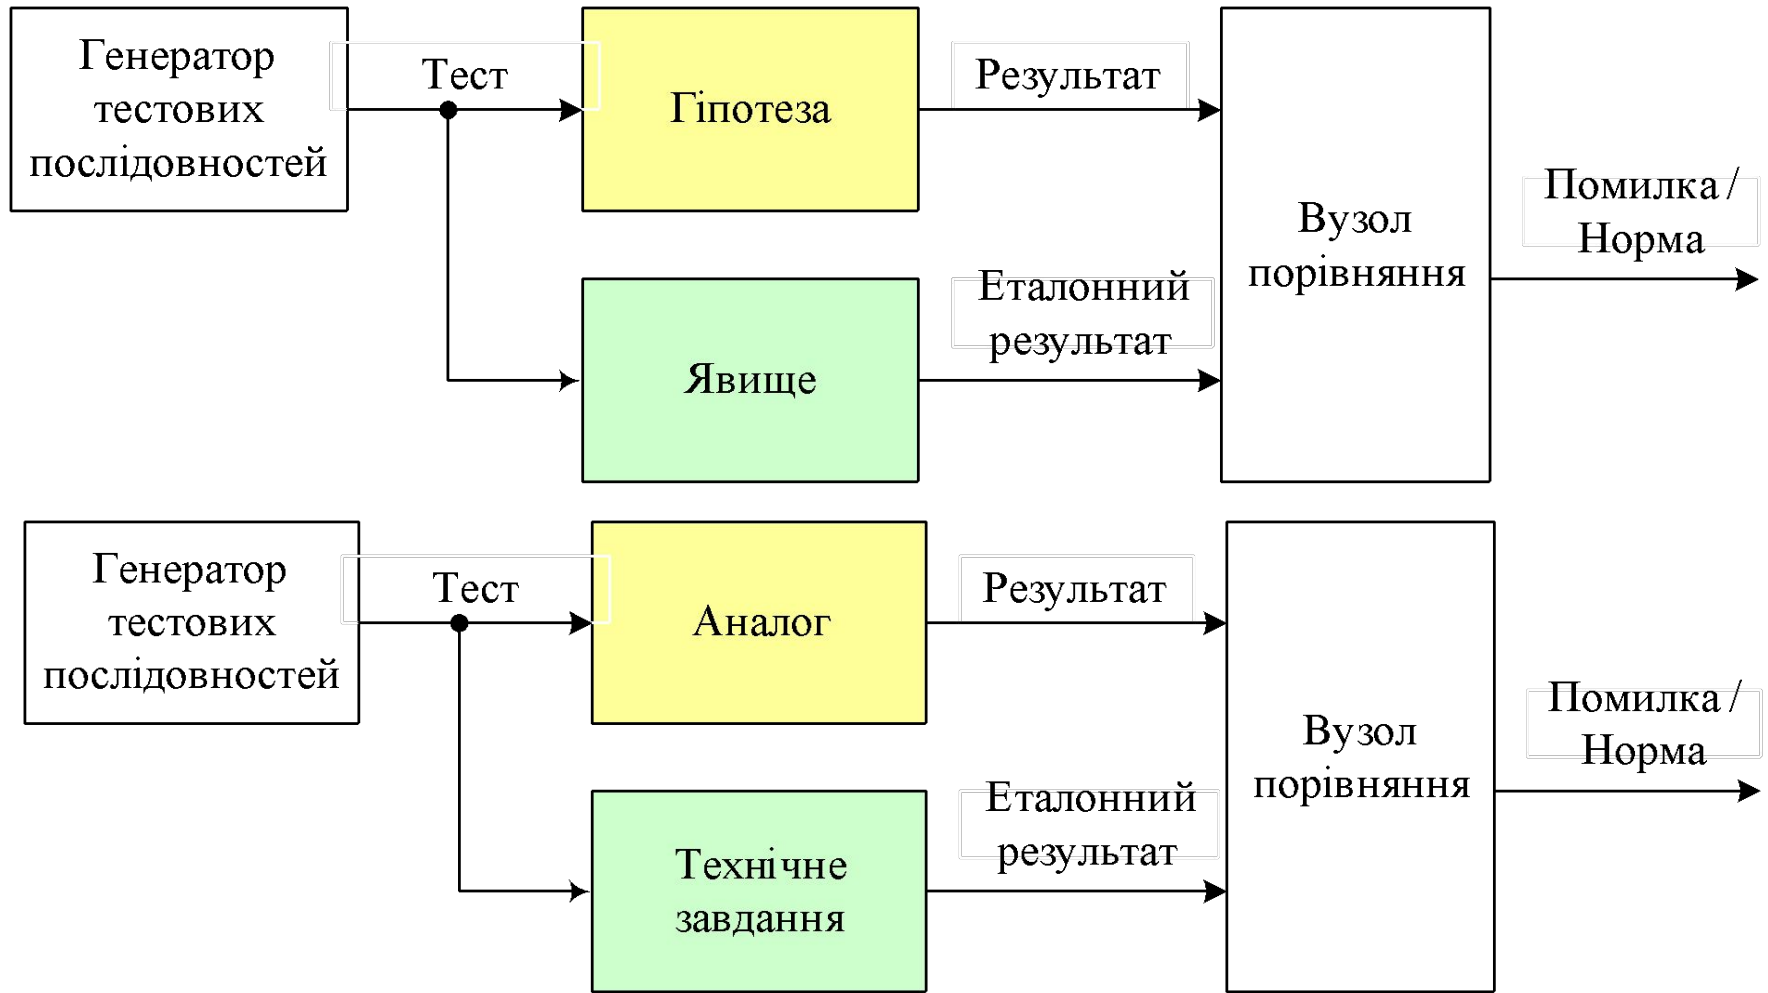 Генератор
тестових
послідовностей
Тест
Гіпотеза
Результат
Явище
Еталонний
результат
Вузол
порівняння
Помилка /
Норма
Генератор
тестових
послідовностей
Тест
Аналог
Результат
Технічне
завдання
Еталонний
результат
Вузол
порівняння
Помилка /
Норма